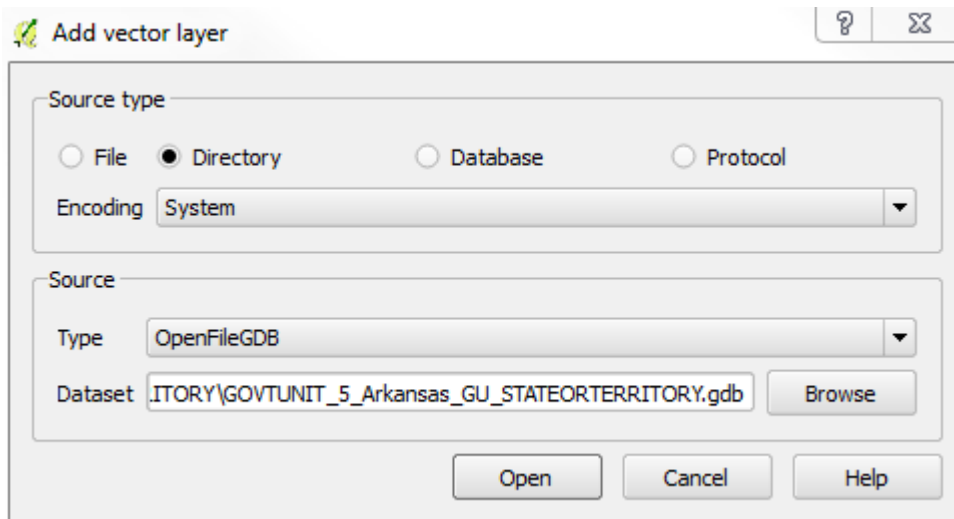 Add vector layer
Source type
File Directory Database Protocol
Encoding System
Source
Type OpenFileGDB
Dataset .ITORY\GOVTUNIT_5_Arkansas_GU_STATEORTERRITORY.gdb Browse
Open Cancel Help